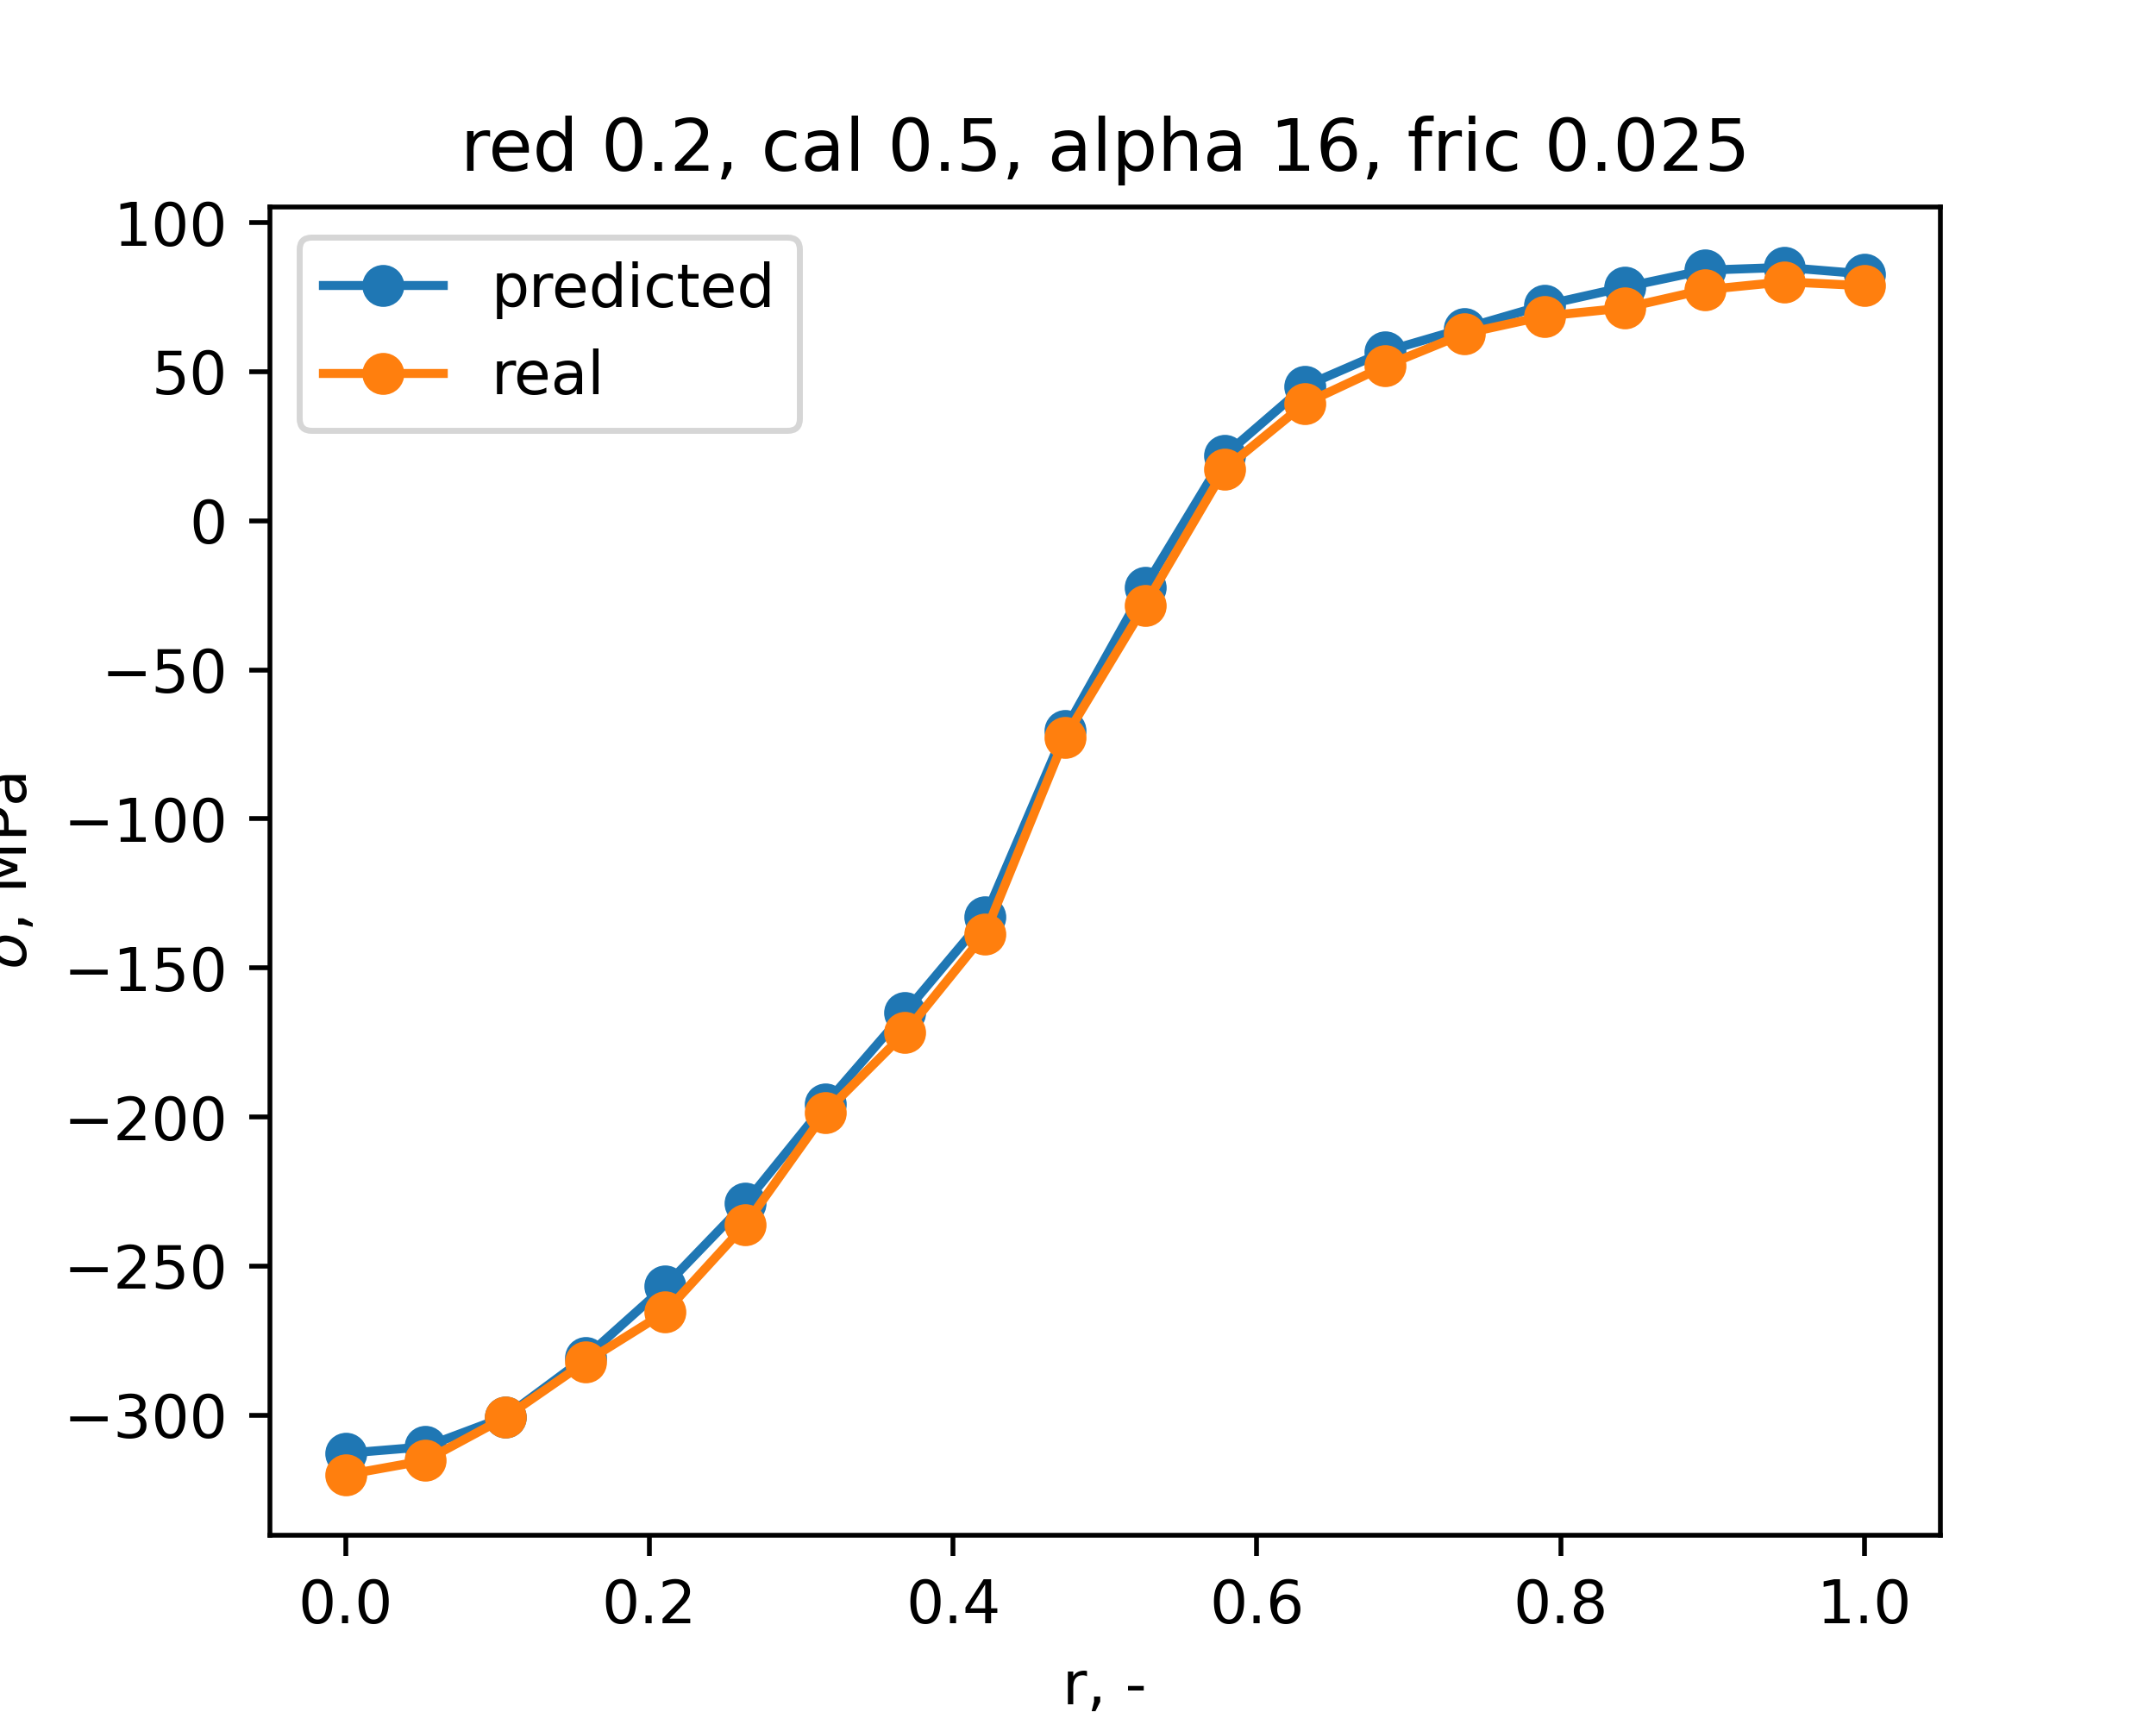 red 0.2, cal 0.5, alpha 16, fric 0.025
predicted
real
100
50
0
−50
−100
−150
−200
−250
−300
σ, MPa
0.0 0.2 0.4 0.6 0.8 1.0
r, -